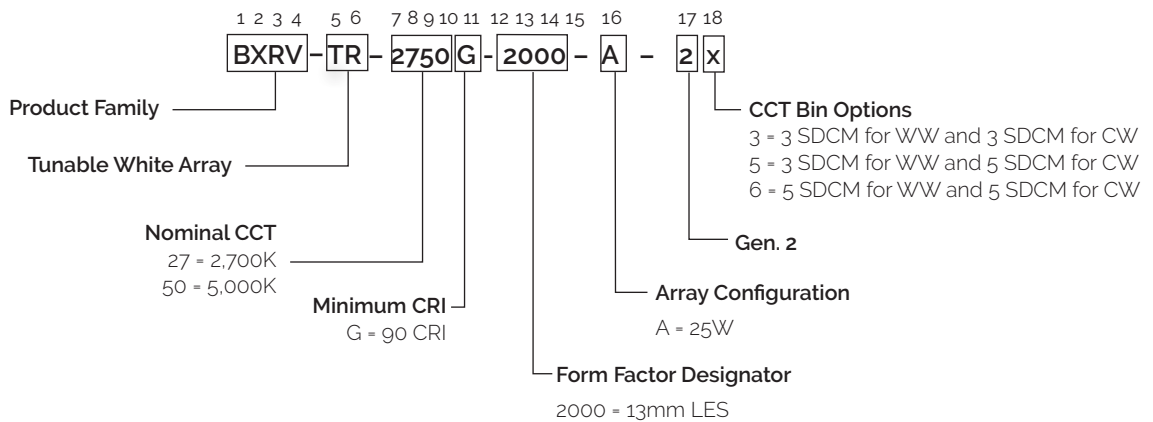 1 2 3 4 5 6 7 8 9 10 11 12 13 14 15 16 17 18
BXRV – TR – 2750 G - 2000 – A – 2 x
Product Family
Tunable White Array
Nominal CCT
27 = 2,700K
50 = 5,000K
Minimum CRI
G = 90 CRI
CCT Bin Options
3 = 3 SDCM for WW and 3 SDCM for CW
5 = 3 SDCM for WW and 5 SDCM for CW
6 = 5 SDCM for WW and 5 SDCM for CW
Gen. 2
Array Configuration
A = 25W
Form Factor Designator
2000 = 13mm LES